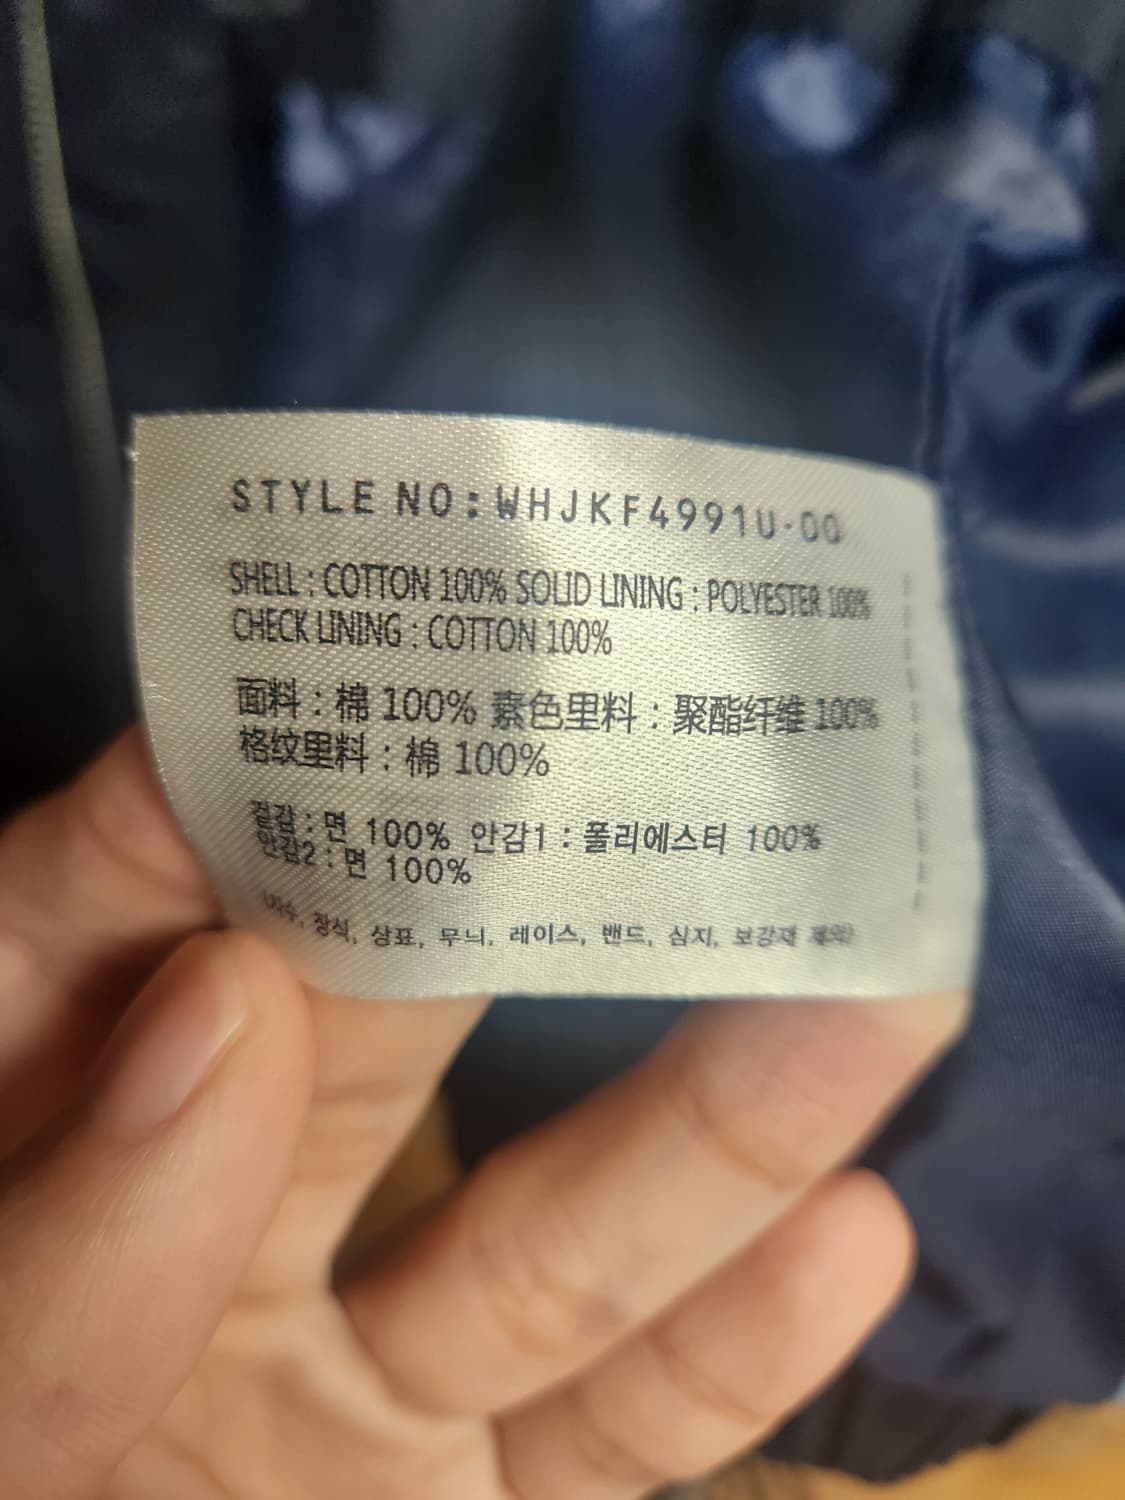 STYLE NO:WHJKF4991U-00
SHELL : COTTON 100% SOLID LINING : POLYESTER 100%
CHECK LINING : COTTON 100%
面料 : 棉 100% 素色里料 : 聚酯纤维 100%
格纹里料 : 棉 100%
겉감 : 면 100% 안감1 : 폴리에스터 100%
안감2 : 면 100%
(자수, 장식, 상표, 무늬, 레이스, 밴드, 심지, 보강재 제외)